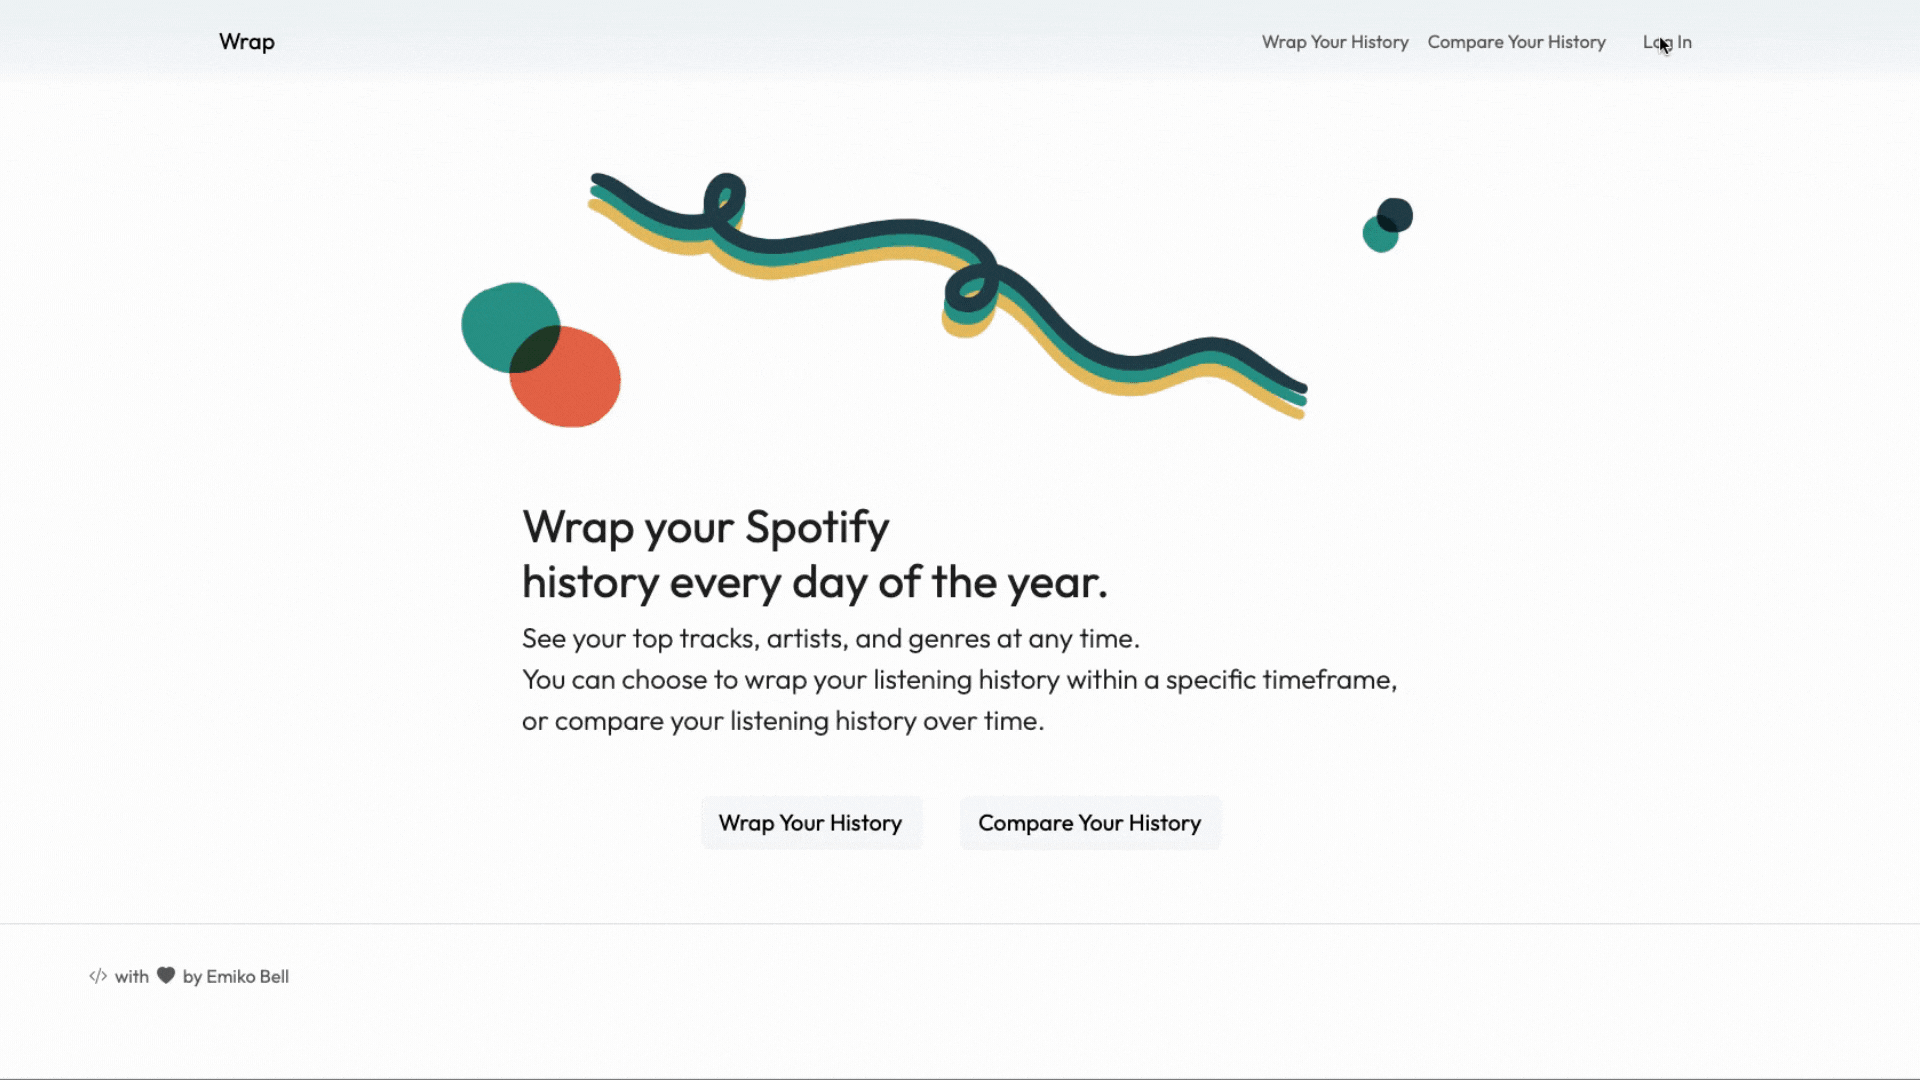 Wrap
Wrap Your History
Compare Your History
Log In
Wrap your Spotify
history every day of the year.
See your top tracks, artists, and genres at any time.
You can choose to wrap your listening history within a specific timeframe,
or compare your listening history over time.
Wrap Your History
Compare Your History
</> with ♥ by Emiko Bell